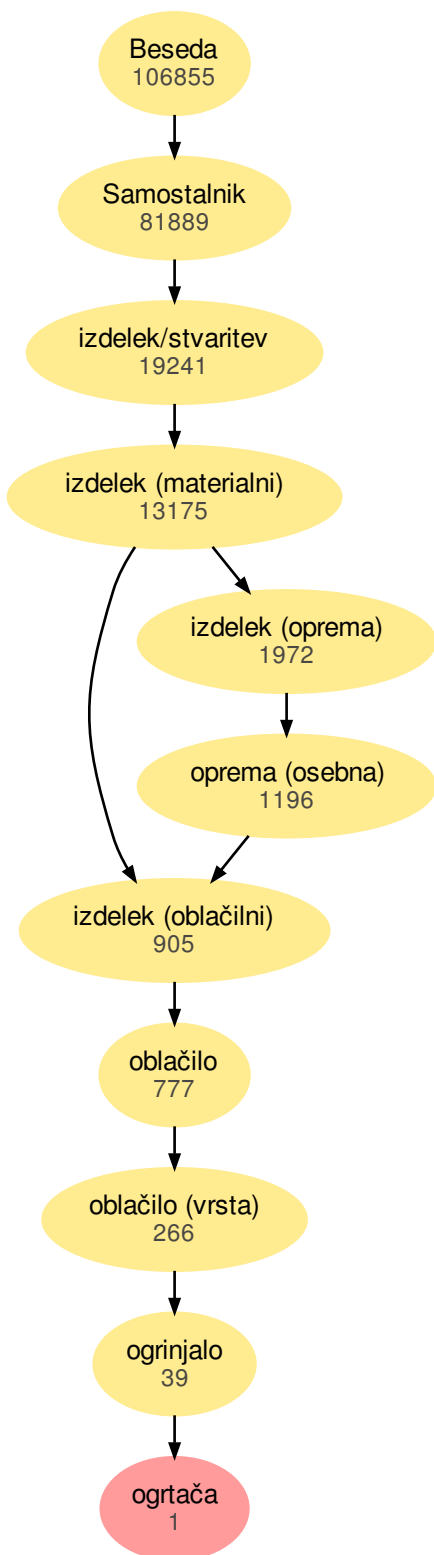 Beseda
106855
Samostalnik
81889
izdelek/stvaritev
19241
izdelek (materialni)
13175
izdelek (oprema)
1972
oprema (osebna)
1196
izdelek (oblačilni)
905
oblačilo
777
oblačilo (vrsta)
266
ogrinjalo
39
ogrtača
1